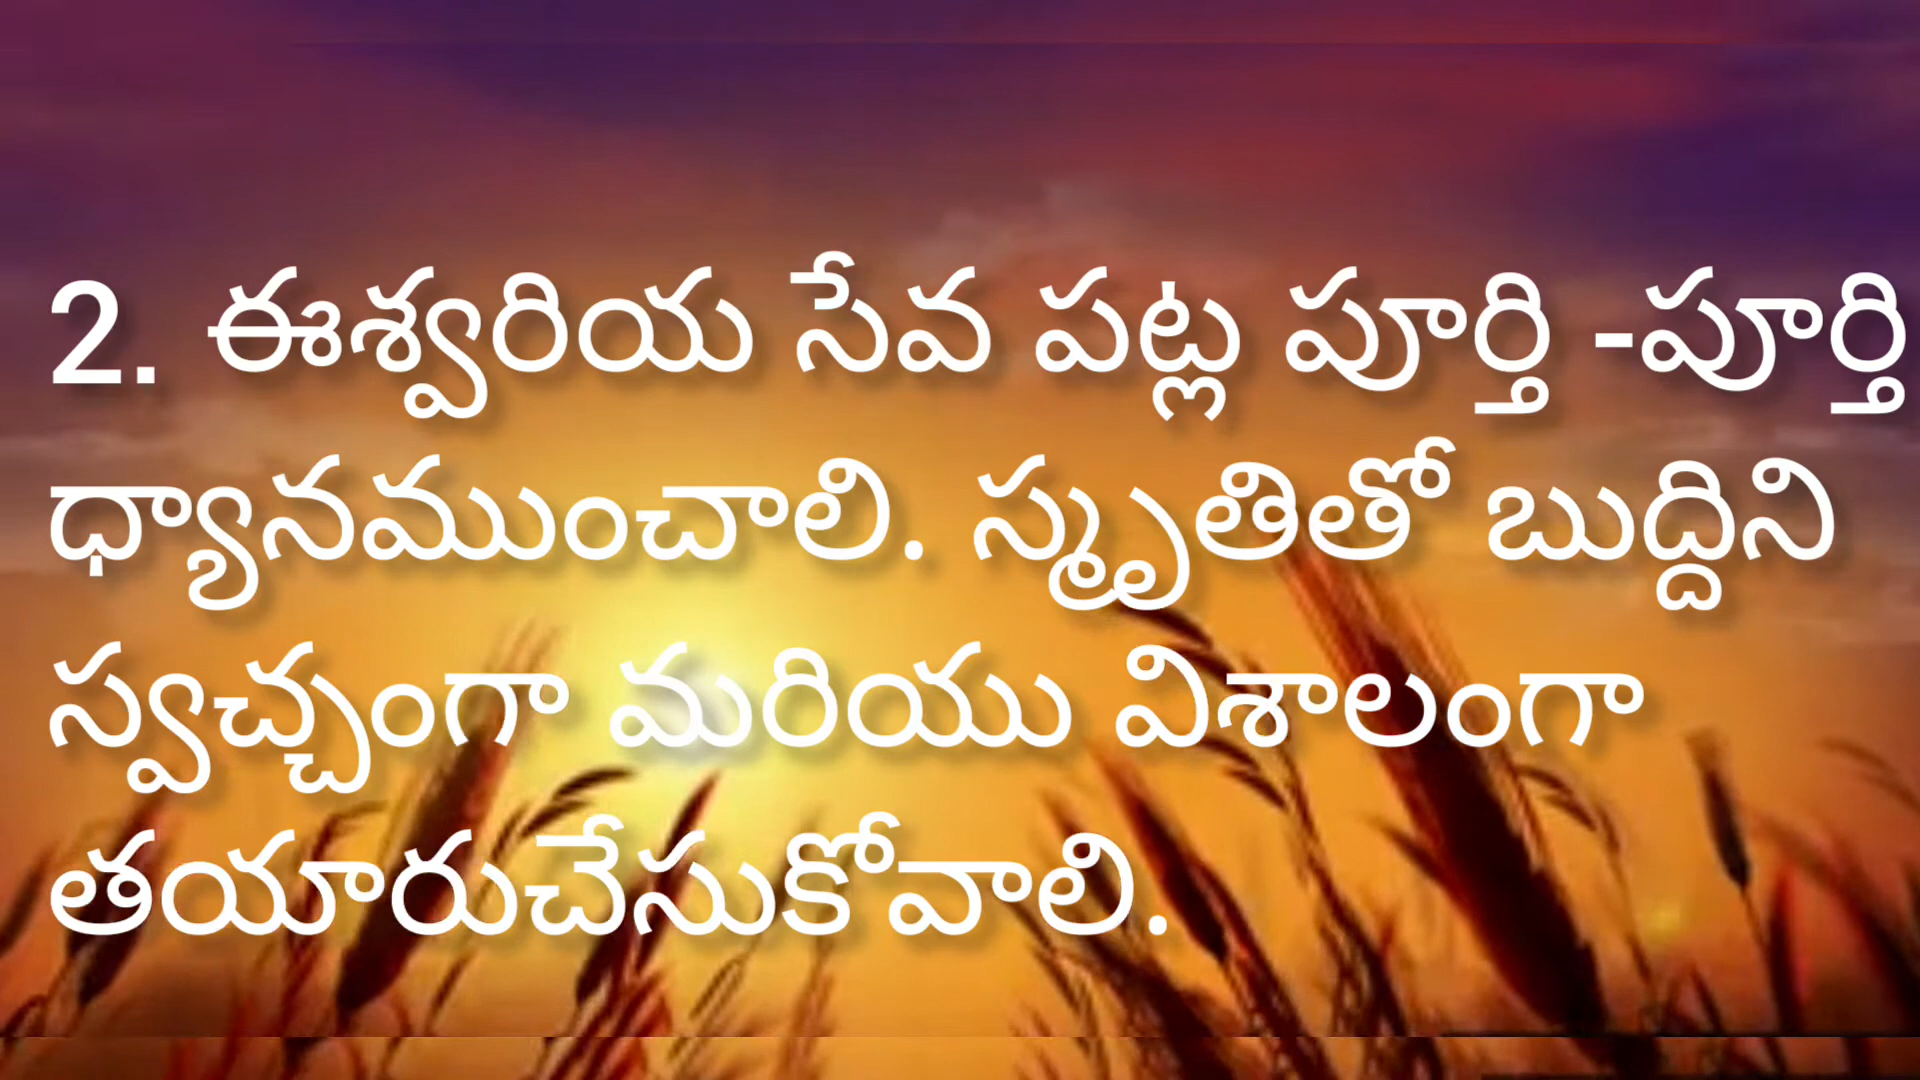 2. ఈశ్వరియ సేవ పట్ల పూర్తి -పూర్తి
ధ్యానముంచాలి. స్మృతితో బుద్దిని
స్వచ్చంగా మరియు విశాలంగా
తయారుచేసుకోవాలి.